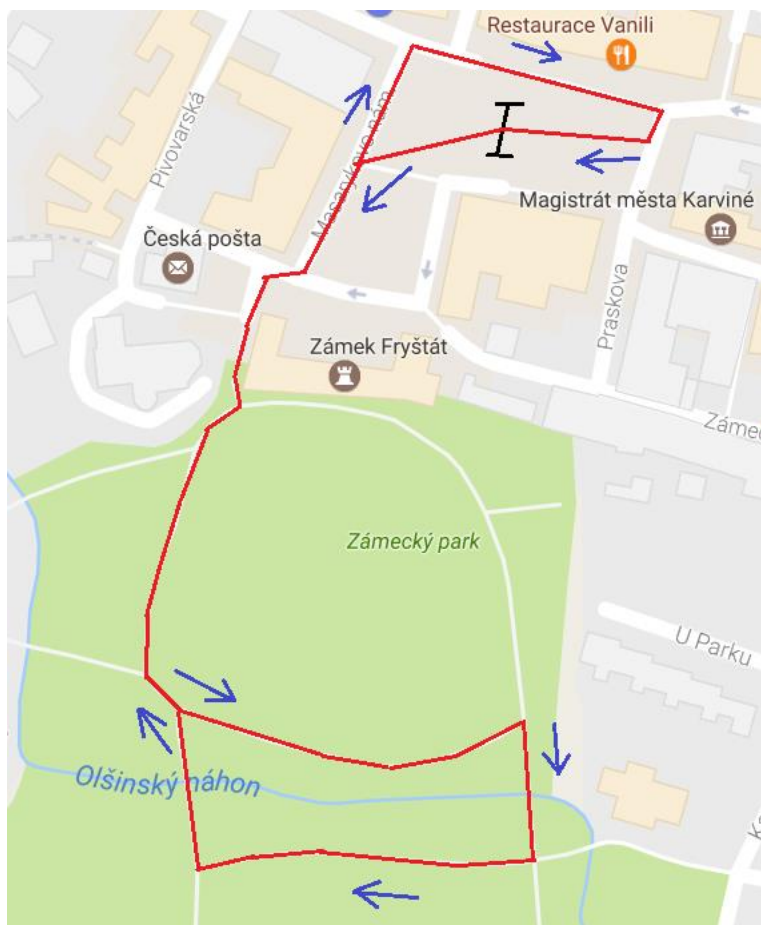 Restaurace Vanili
Pivovarská
Masarykovo nám
Magistrát města Karviné
Česká pošta
Praskova
Zámek Fryštát
Zámec
Zámecký park
U Parku
Olšinský náhon
Ka